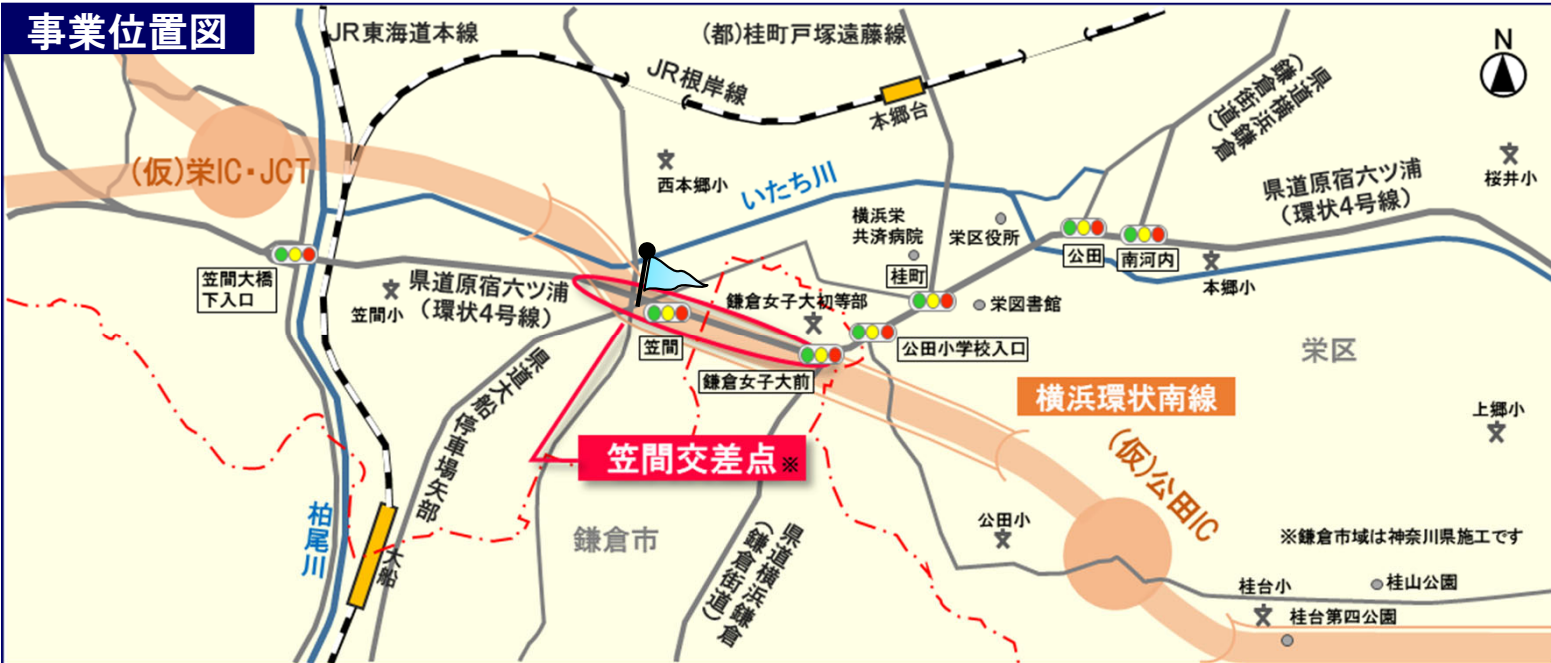 事業位置図
JR東海道本線
(都)桂町戸塚遠藤線
N
JR根岸線
本郷台
県道横浜鎌倉
(鎌倉街道)
(仮)栄IC・JCT
西本郷小
いたち川
県道原宿六ツ浦
(環状4号線)
桜井小
横浜栄
共済病院
栄区役所
公田
南河内
笠間大橋
下入口
県道原宿六ツ浦
(環状4号線)
笠間小
桂町
本郷小
鎌倉女子大初等部
栄図書館
笠間
公田小学校入口
栄区
鎌倉女子大前
県道大船
停車場矢部
横浜環状南線
上郷小
笠間交差点※
(仮)公田IC
柏尾川
大船
鎌倉市
県道横浜鎌倉
(鎌倉街道)
公田小
※鎌倉市域は神奈川県施工です
桂台小
桂山公園
桂台第四公園